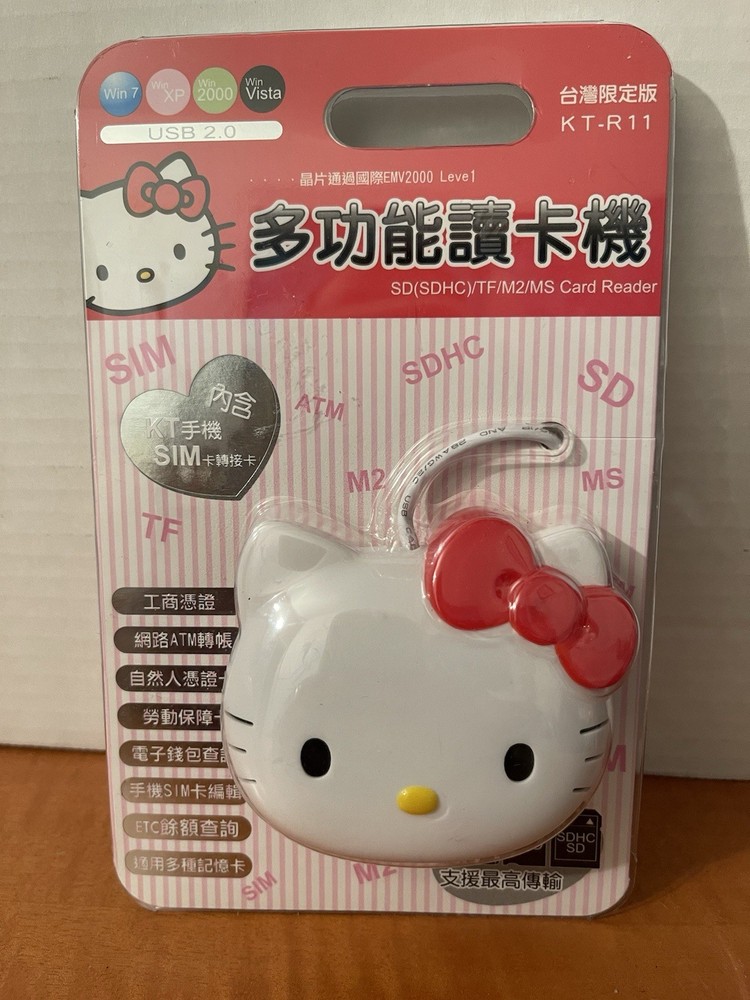 Win 7
Win XP
Win 2000
Win Vista
USB 2.0
台灣限定版
KT-R11
晶片通過國際EMV2000 Level
多功能讀卡機
SD(SDHC)/TF/M2/MS Card Reader
SIM
SDHC
SD
ATM
內含
KT手機
SIM卡轉接卡
M2
MS
TF
工商憑證
網路ATM轉帳
自然人憑證
勞動保障
電子錢包查
手機SIM卡編輯
ETC餘額查詢
適用多種記憶卡
SIM
M2
SDHC
SD
支援最高傳輸